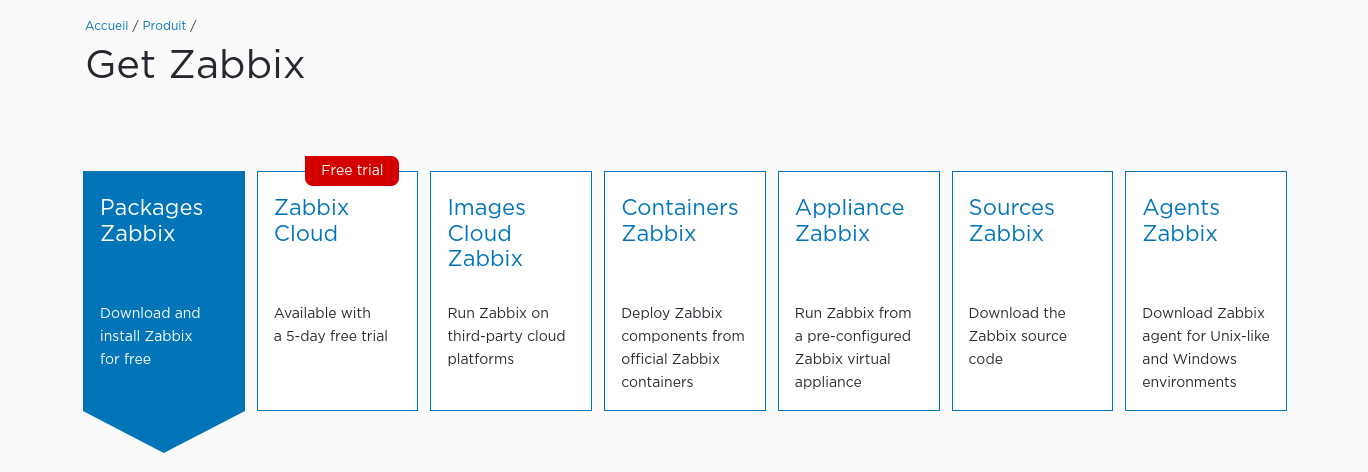 Accueil / Produit /
Get Zabbix
Packages
Zabbix
Download and
install Zabbix
for free
Free trial
Zabbix
Cloud
Available with
a 5-day free trial
Images
Cloud
Zabbix
Run Zabbix on
third-party cloud
platforms
Containers
Zabbix
Deploy Zabbix
components from
official Zabbix
containers
Appliance
Zabbix
Run Zabbix from
a pre-configured
Zabbix virtual
appliance
Sources
Zabbix
Download the
Zabbix source
code
Agents
Zabbix
Download Zabbix
agent for Unix-like
and Windows
environments